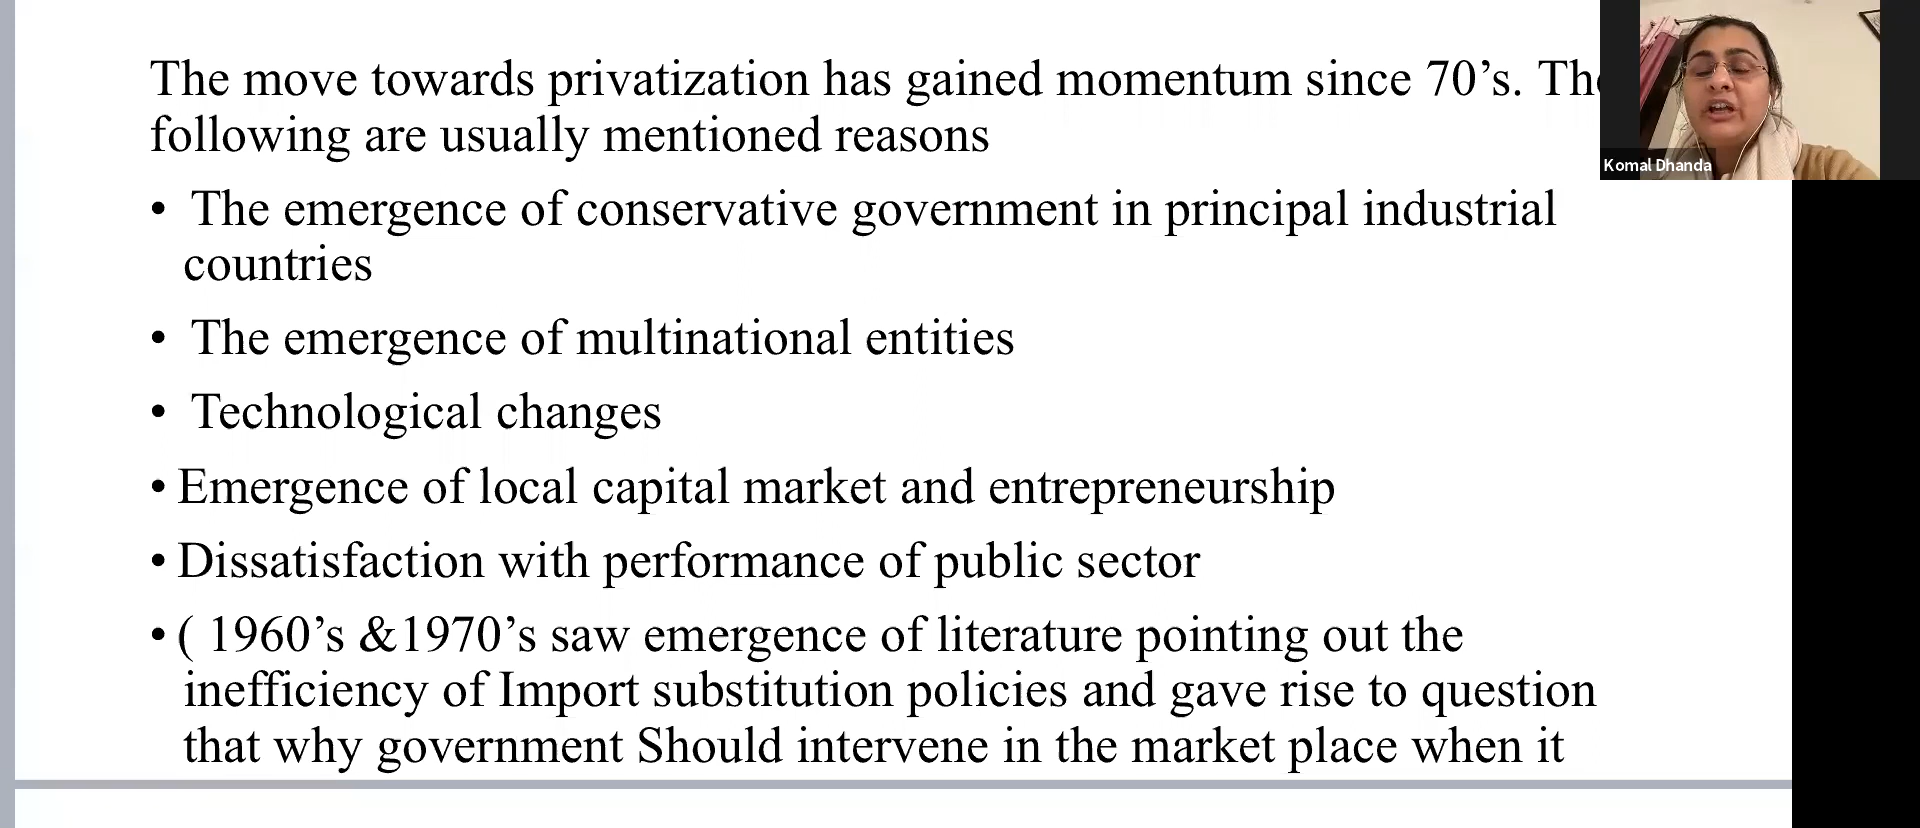 The move towards privatization has gained momentum since 70’s. The
following are usually mentioned reasons
• The emergence of conservative government in principal industrial
countries
• The emergence of multinational entities
• Technological changes
• Emergence of local capital market and entrepreneurship
• Dissatisfaction with performance of public sector
• ( 1960’s &1970’s saw emergence of literature pointing out the
inefficiency of Import substitution policies and gave rise to question
that why government Should intervene in the market place when it
Komal Dhanda